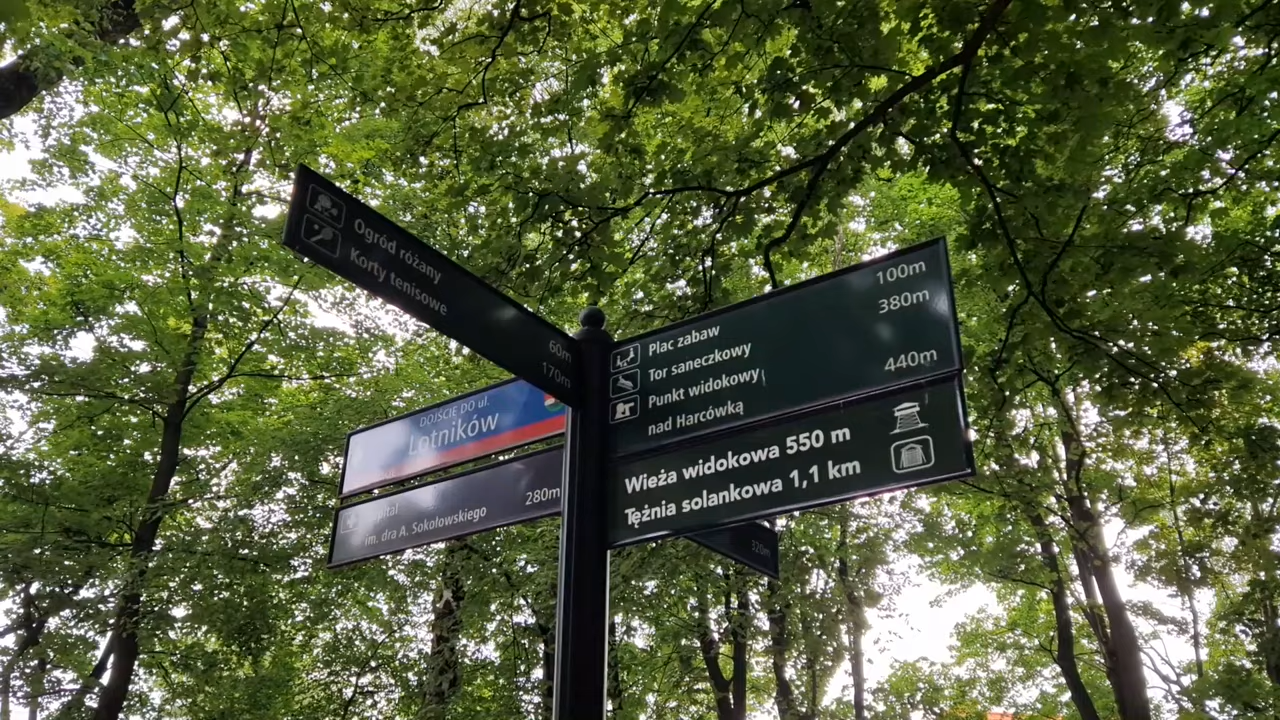 Ogród różany 60m
Korty tenisowe 170m
DOJŚCIE DO ul.
Lotników
280m
im. dra A. Sokołowskiego
Plac zabaw 100m
Tor saneczkowy 380m
Punkt widokowy
nad Harcówką 440m
Wieża widokowa 550 m
Tężnia solankowa 1,1 km
320m